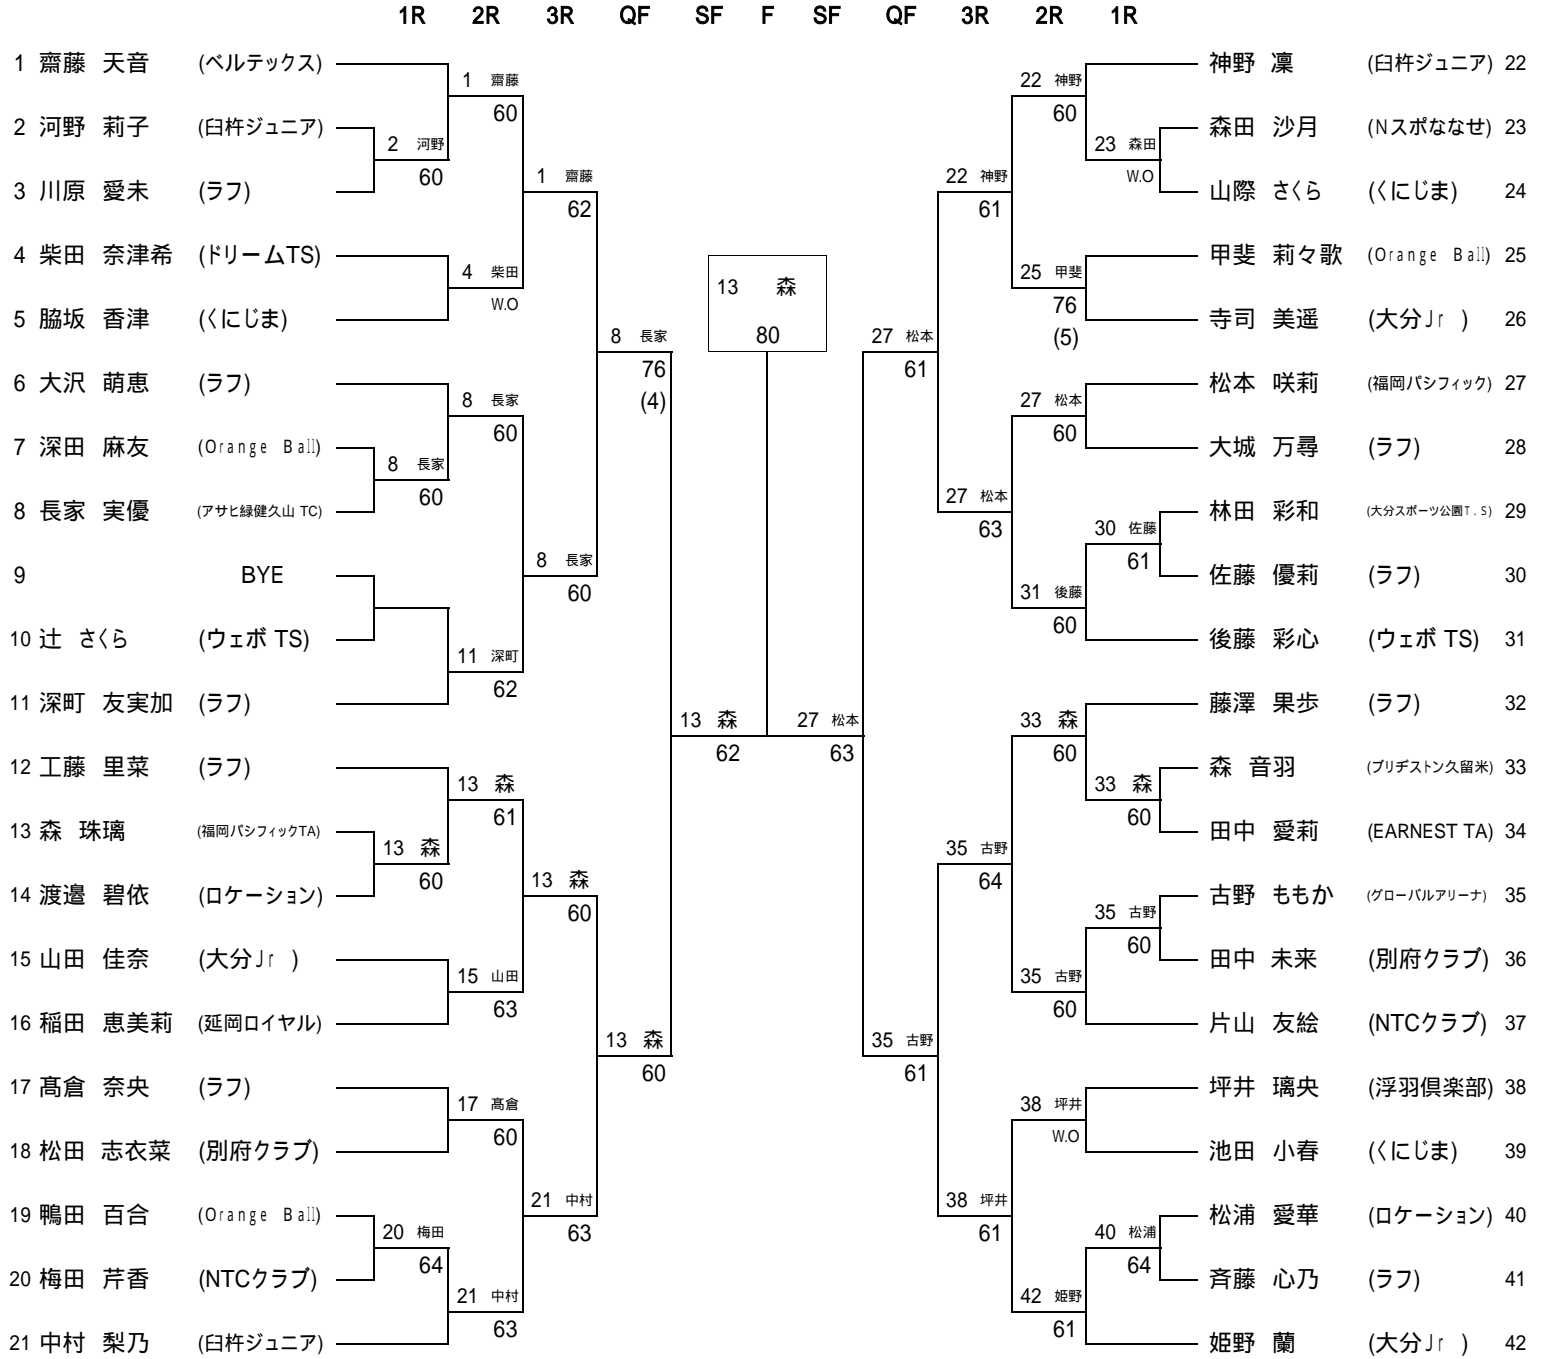 1R 2R 3R QF SF F SF QF 3R 2R 1R
1 齋藤 天音 (ベルテックス) 神野 凜 (臼杵ジュニア) 22
1 齋藤 22 神野
60 60
2 河野 莉子 (臼杵ジュニア) 森田 沙月 (Nスポななせ) 23
2 河野 23 森田
60 1 齋藤 22 神野 W.O
3 川原 愛未 (ラフ) 山際 さくら (くにじま) 24
62 61
4 柴田 奈津希 (ドリームTS) 甲斐 莉々歌 (Orange Ball) 25
4 柴田 13 森 25 甲斐
W.O 76
5 脇坂 香津 (くにじま) 寺司 美遥 (大分Jr ) 26
8 長家 80 27 松本 (5)
76 61
6 大沢 萌恵 (ラフ) 松本 咲莉 (福岡パシフィック) 27
8 長家 (4) 27 松本
60 60
7 深田 麻友 (Orange Ball) 大城 万尋 (ラフ) 28
8 長家
60 27 松本
8 長家 実優 (アサヒ緑健久山 TC) 林田 彩和 (大分スポーツ公園T.S) 29
63 30 佐藤
8 長家 61
9 BYE 佐藤 優莉 (ラフ) 30
60 31 後藤
60
10 辻 さくら (ウェボ TS) 後藤 彩心 (ウェボ TS) 31
11 深町
62
11 深町 友実加 (ラフ) 藤澤 果歩 (ラフ) 32
13 森 27 松本 33 森
62 63 60
12 工藤 里菜 (ラフ) 森 音羽 (ブリヂストン久留米) 33
13 森 33 森
61 60
13 森 珠璃 (福岡パシフィックTA) 田中 愛莉 (EARNEST TA) 34
13 森 35 古野
60 13 森 64
14 渡邉 碧依 (ロケーション) 古野 ももか (グローバルアリーナ) 35
60 35 古野
60
15 山田 佳奈 (大分Jr ) 田中 未来 (別府クラブ) 36
15 山田 35 古野
63 60
16 稲田 恵美莉 (延岡ロイヤル) 片山 友絵 (NTCクラブ) 37
13 森 35 古野
60 61
17 髙倉 奈央 (ラフ) 坪井 璃央 (浮羽倶楽部) 38
17 髙倉 38 坪井
60 W.O
18 松田 志衣菜 (別府クラブ) 池田 小春 (くにじま) 39
21 中村 38 坪井
19 鴨田 百合 (Orange Ball) 松浦 愛華 (ロケーション) 40
20 梅田 63 61 40 松浦
64 64
20 梅田 芹香 (NTCクラブ) 斉藤 心乃 (ラフ) 41
21 中村 42 姫野
63 61
21 中村 梨乃 (臼杵ジュニア) 姫野 蘭 (大分Jr ) 42